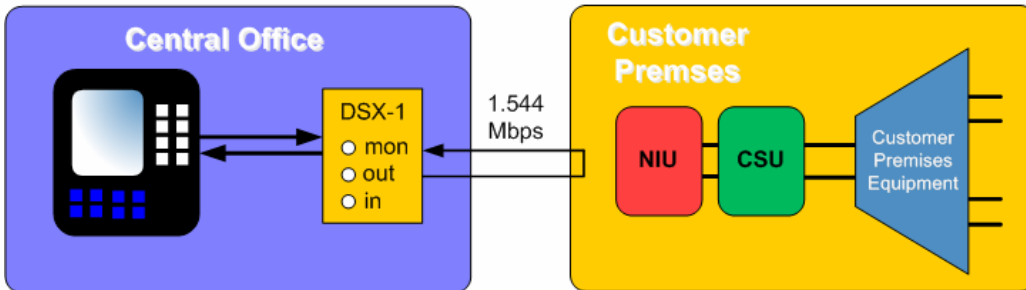 Central Office
DSX-1
mon
out
in
1.544
Mbps
Customer
Premses
NIU
CSU
Customer
Premises
Equipment